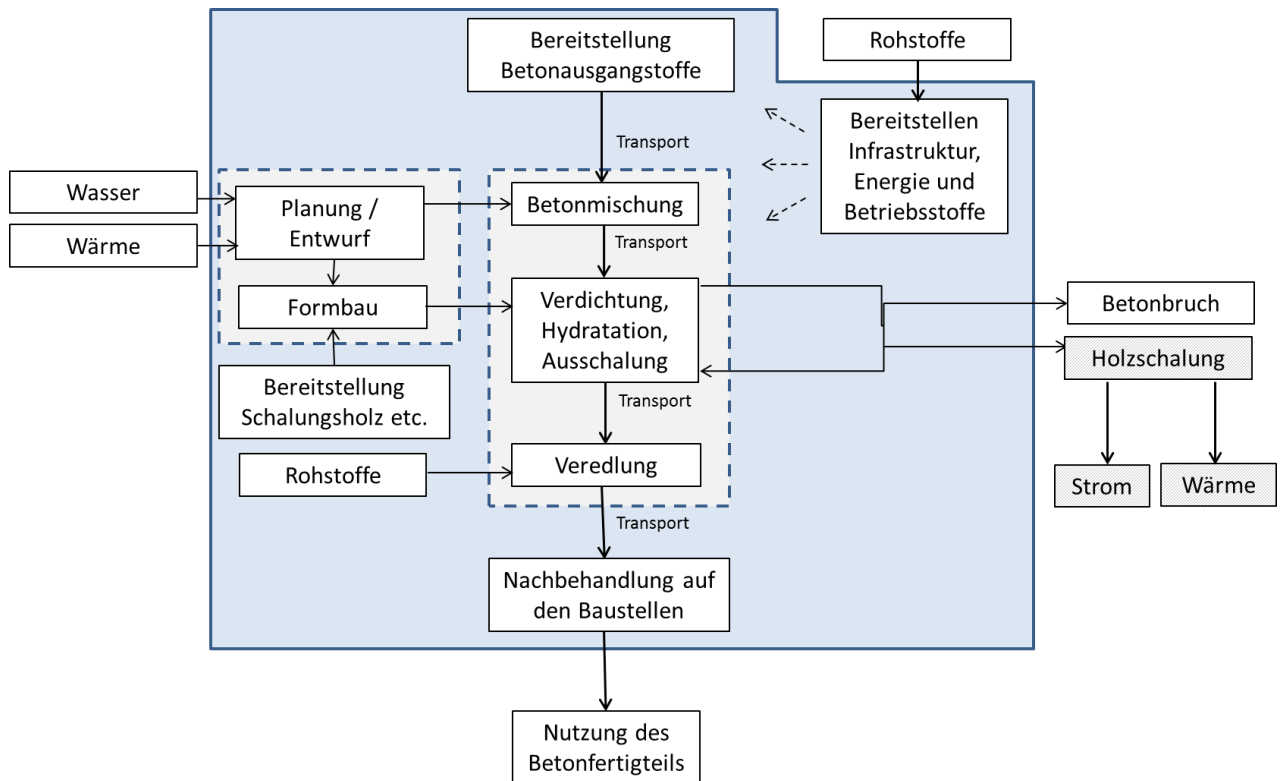 Bereitstellung
Betonausgangstoffe
Rohstoffe
Bereitstellen
Infrastruktur,
Energie und
Betriebsstoffe
Transport
Wasser
Wärme
Planung /
Entwurf
Betonmischung
Transport
Formbau
Verdichtung,
Hydratation,
Ausschalung
Betonbruch
Holzschalung
Bereitstellung
Schalungsholz etc.
Transport
Rohstoffe
Veredlung
Strom
Wärme
Transport
Nachbehandlung auf
den Baustellen
Nutzung des
Betonfertigteils